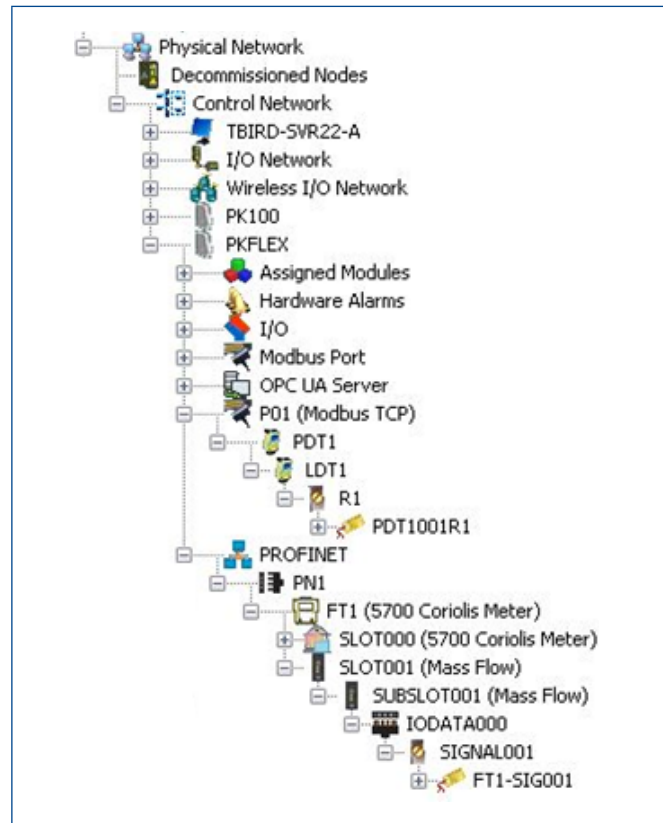 Physical Network
Decommissioned Nodes
Control Network
TBIRD-SVR22-A
I/O Network
Wireless I/O Network
PK100
PKFLEX
Assigned Modules
Hardware Alarms
I/O
Modbus Port
OPC UA Server
P01 (Modbus TCP)
PDT1
LDT1
R1
PDT1001R1
PROFINET
PN1
FT1 (5700 Coriolis Meter)
SLOT000 (5700 Coriolis Meter)
SLOT001 (Mass Flow)
SUBSLOT001 (Mass Flow)
IODATA000
SIGNAL001
FT1-SIG001